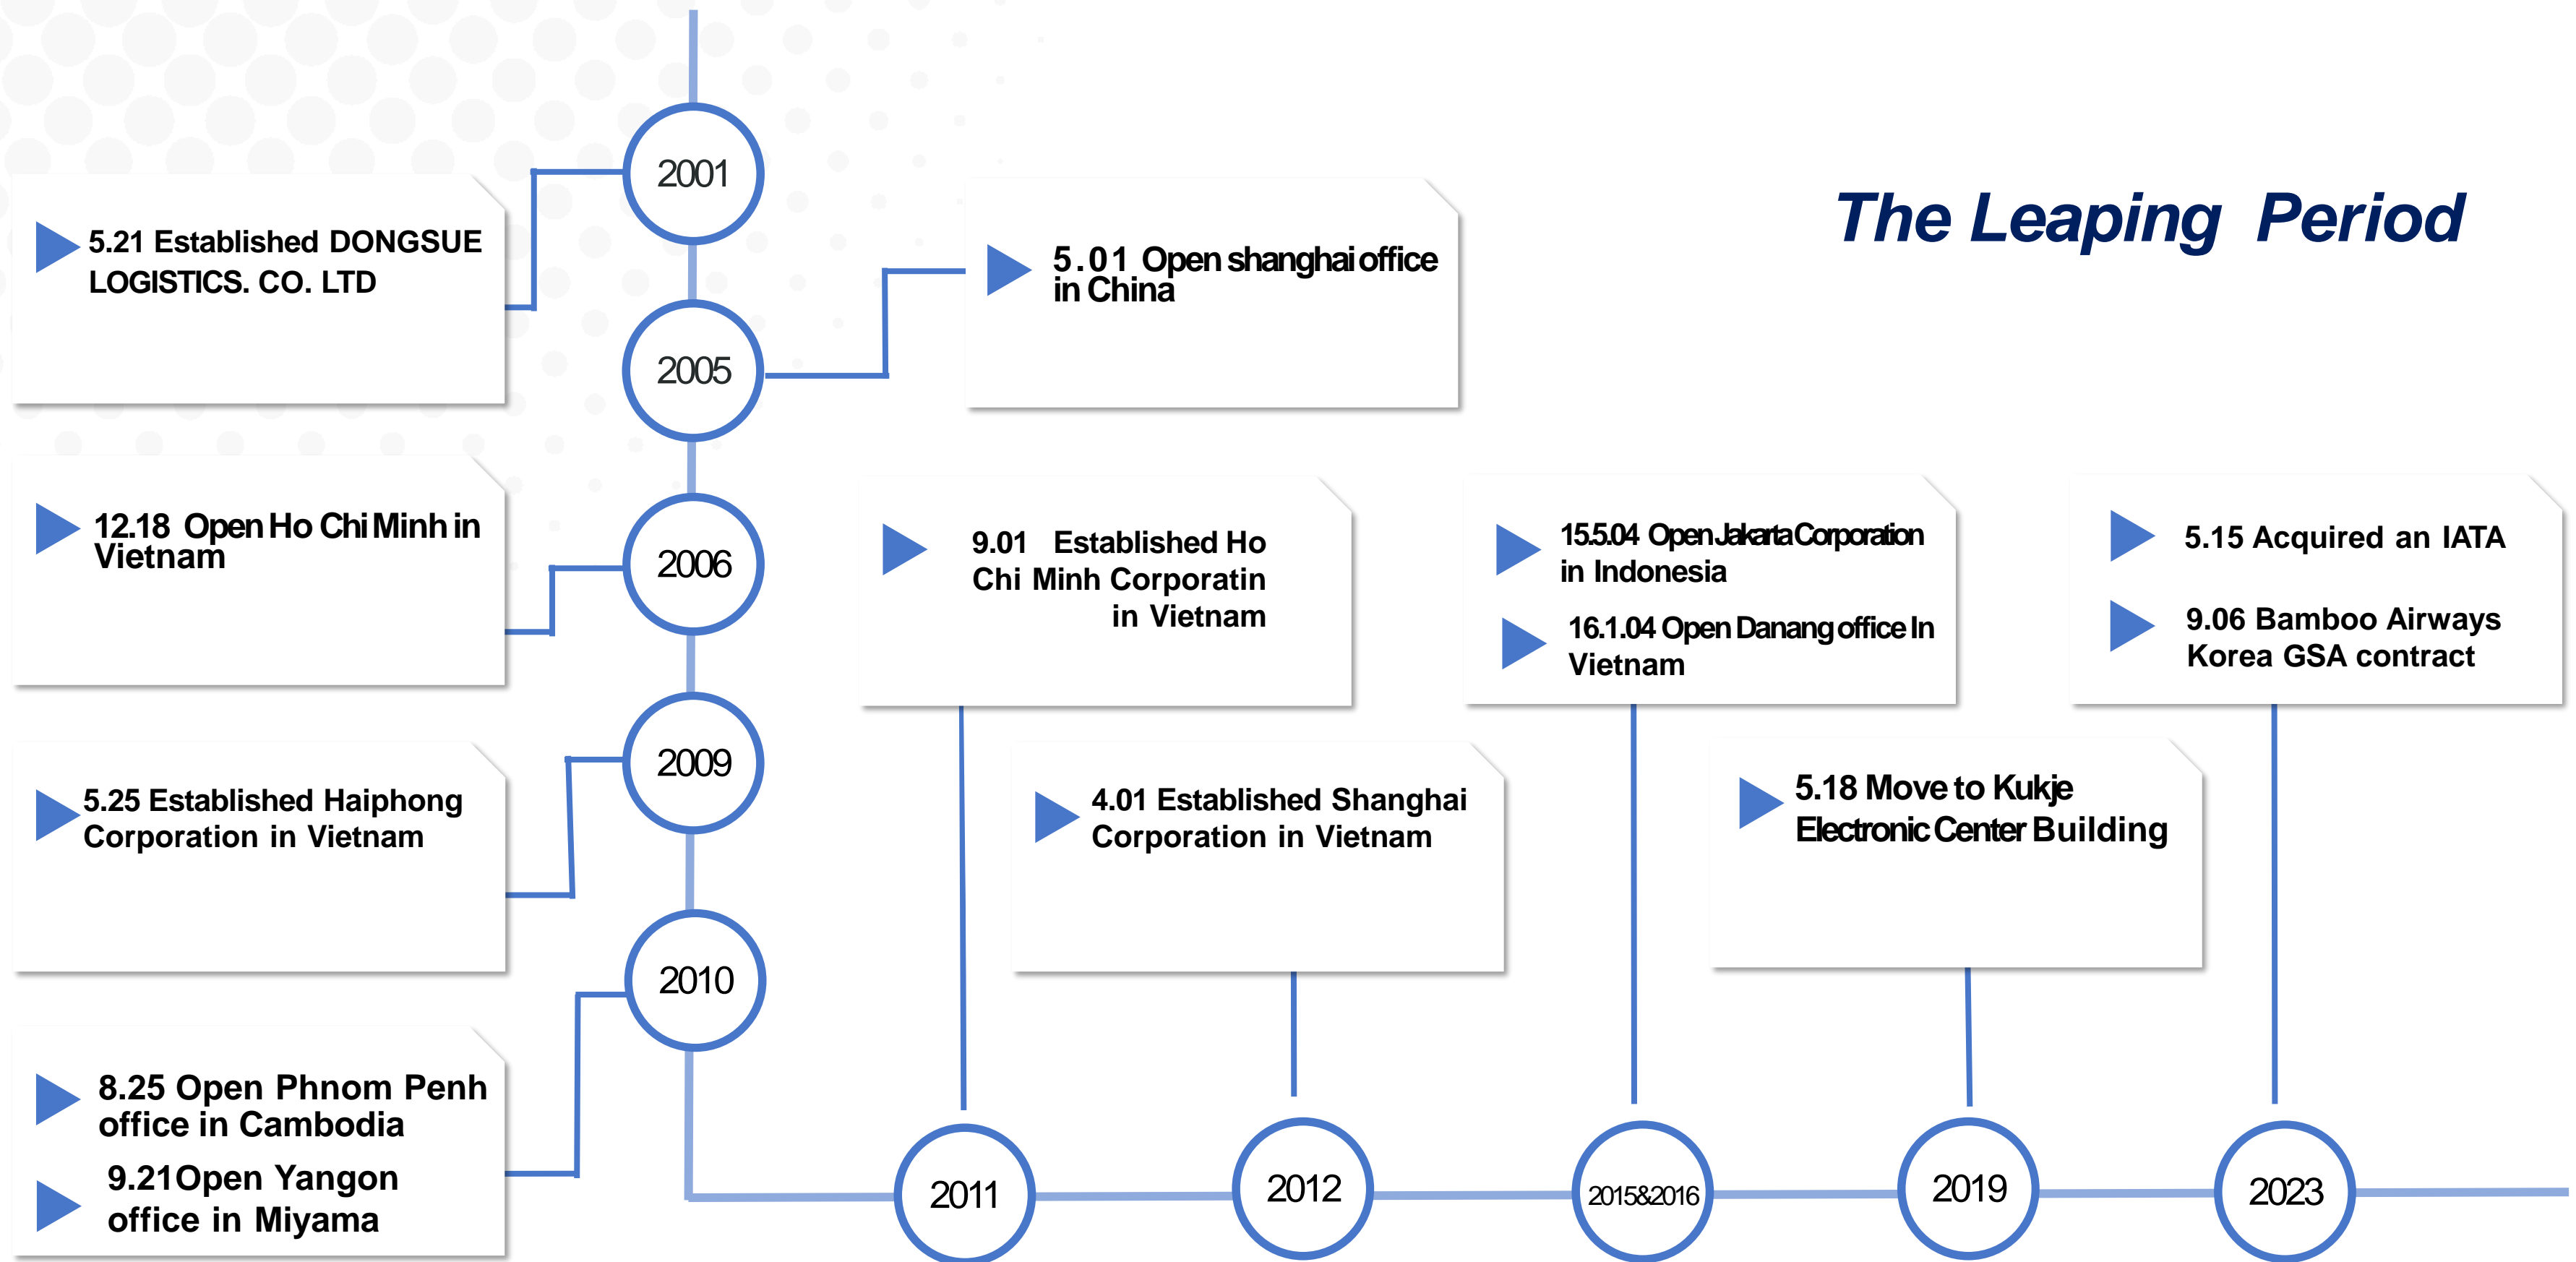 The Leaping Period
2001
5.21 Established DONGSUE
LOGISTICS. CO. LTD
2005
5.01 Open shanghai office
in China
2006
12.18 Open Ho Chi Minh in
Vietnam
2009
5.25 Established Haiphong
Corporation in Vietnam
2010
8.25 Open Phnom Penh
office in Cambodia
9.21Open Yangon
office in Miyama
9.01 Established Ho
Chi Minh Corporatin
in Vietnam
2011
4.01 Established Shanghai
Corporation in Vietnam
2012
15.5.04 Open Jakarta Corporation
in Indonesia
16.1.04 Open Danang office In
Vietnam
2015&2016
5.18 Move to Kukje
Electronic Center Building
2019
5.15 Acquired an IATA
9.06 Bamboo Airways
Korea GSA contract
2023